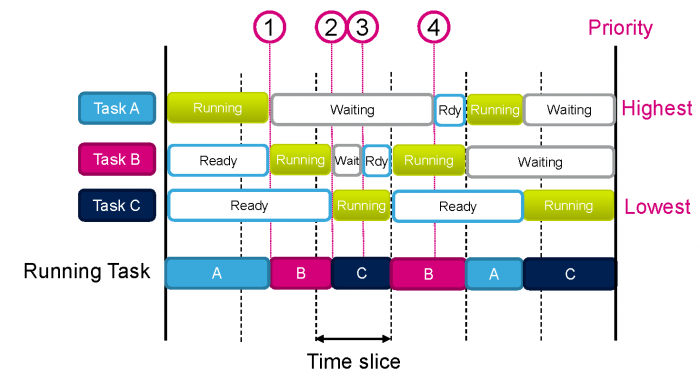 1 2 3 4 Priority
Task A Running Waiting Rdy Running Waiting Highest
Task B Ready Running Wait Rdy Running Waiting
Task C Ready Running Ready Running Lowest
Running Task A B C B A C
Time slice